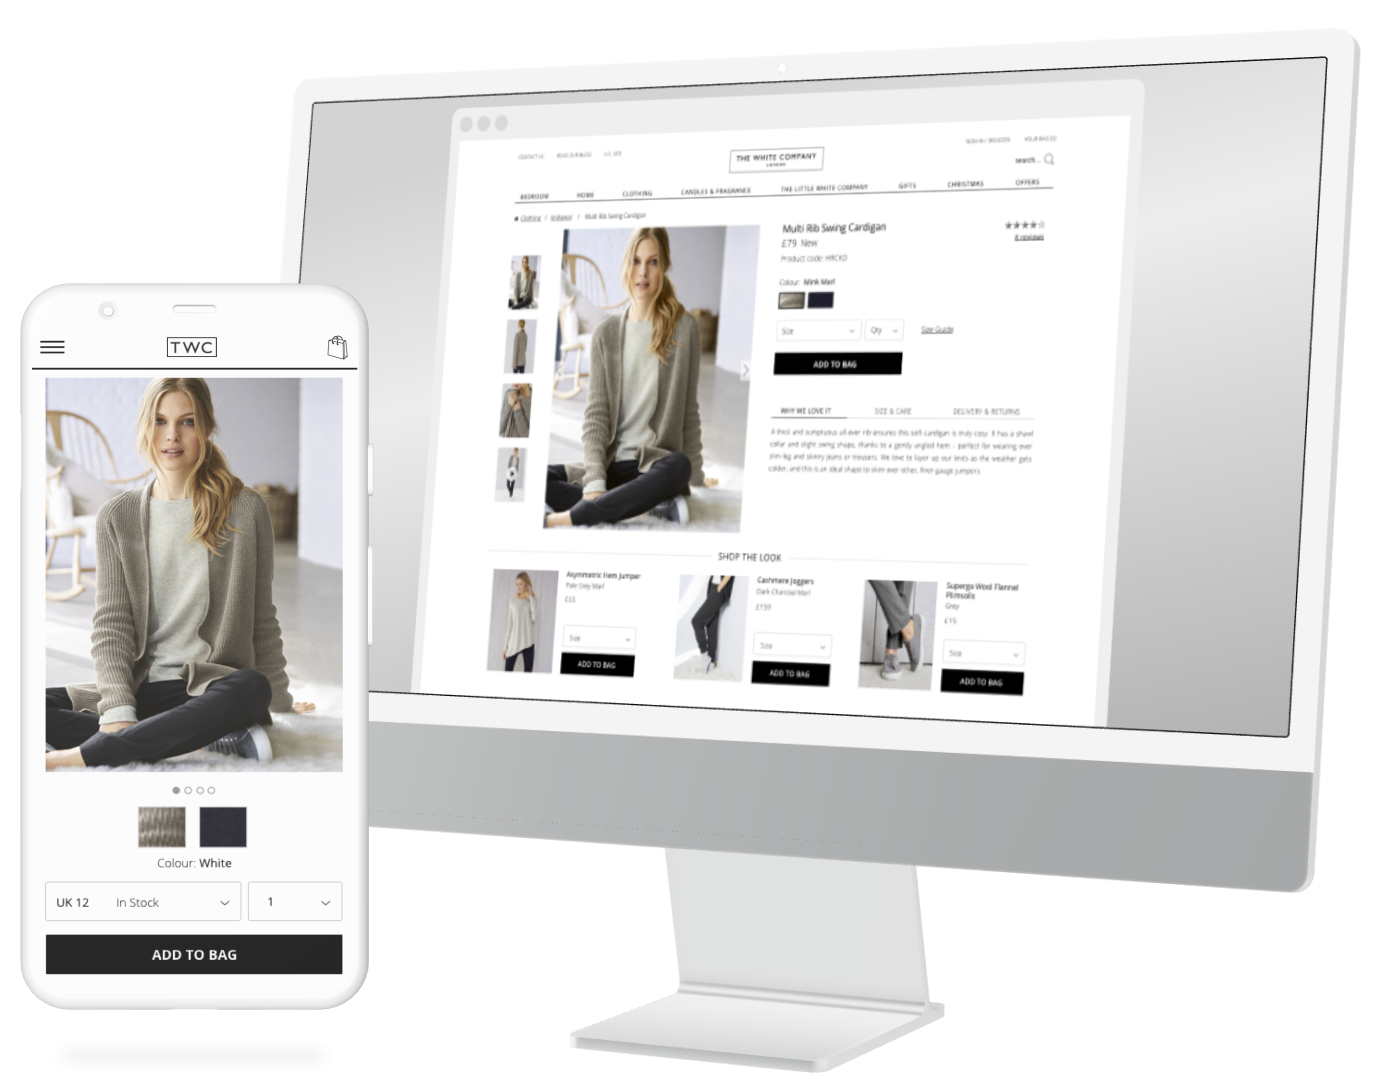 TWC
Colour: White
UK 12 In Stock
1
ADD TO BAG
CONTACT US READ OUR BLOG U.S. SITE
SIGN IN / REGISTER YOUR BAG (0)
THE WHITE COMPANY
LONDON
search...
BEDROOM HOME CLOTHING CANDLES & FRAGRANCE THE LITTLE WHITE COMPANY GIFTS CHRISTMAS OFFERS
Clothing / Knitwear / Multi Rib Swing Cardigan
Multi Rib Swing Cardigan
£79 New
8 reviews
Product code:
Colour: Mink Marl
Size Qty Size Guide
ADD TO BAG
WHY WE LOVE IT SIZE & CARE DELIVERY & RETURNS
A thick and sumptuous all-over rib ensures this soft cardigan is truly cosy. It has a shawl
collar and slight swing shape, thanks to a gently angled hem – perfect for wearing over
slim-leg and skinny jeans or trousers. We love to layer up our knits as the weather gets
colder, and this is an ideal shape to skim over other, finer gauge jumpers.
SHOP THE LOOK
Asymmetric Hem Jumper
Pale Grey Marl
Size
ADD TO BAG
Cashmere Joggers
Dark Charcoal Marl
£159
Size
ADD TO BAG
Superga Wool Flannel
Plimsolls
Grey
Size
ADD TO BAG